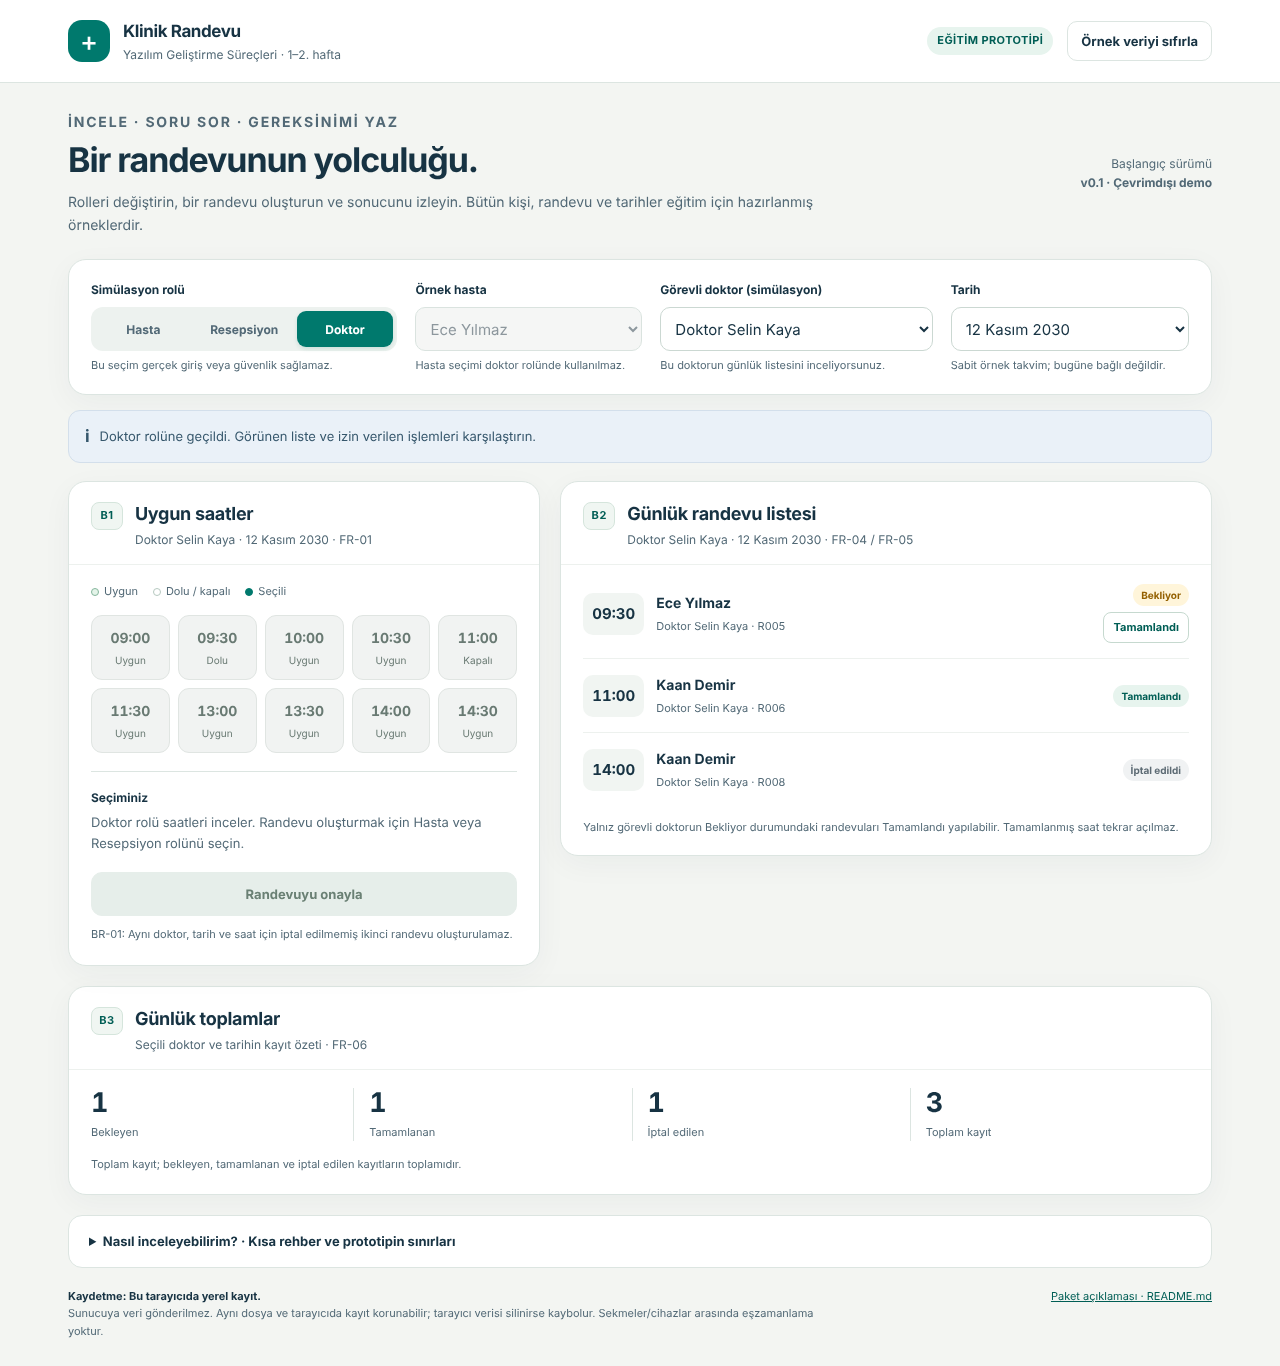 +
Klinik Randevu
Yazılım Geliştirme Süreçleri · 1–2. hafta
EĞİTİM PROTOTİPİ
Örnek veriyi sıfırla
İNCELE · SORU SOR · GEREKSİNİMİ YAZ
Bir randevunun yolculuğu.
Rolleri değiştirin, bir randevu oluşturun ve sonucunu izleyin. Bütün kişi, randevu ve tarihler eğitim için hazırlanmış
örneklerdir.
Başlangıç sürümü
v0.1 · Çevrimdışı demo
Simülasyon rolü
Hasta
Resepsiyon
Doktor
Bu seçim gerçek giriş veya güvenlik sağlamaz.
Örnek hasta
Ece Yılmaz
Hasta seçimi doktor rolünde kullanılmaz.
Görevli doktor (simülasyon)
Doktor Selin Kaya
Bu doktorun günlük listesini inceliyorsunuz.
Tarih
12 Kasım 2030
Sabit örnek takvim; bugüne bağlı değildir.
i Doktor rolüne geçildi. Görünen liste ve izin verilen işlemleri karşılaştırın.
B1
Uygun saatler
Doktor Selin Kaya · 12 Kasım 2030 · FR-01
Uygun
Dolu / kapalı
Seçili
09:00
Uygun
09:30
Dolu
10:00
Uygun
10:30
Uygun
11:00
Kapalı
11:30
Uygun
13:00
Uygun
13:30
Uygun
14:00
Uygun
14:30
Uygun
Seçiminiz
Doktor rolü saatleri inceler. Randevu oluşturmak için Hasta veya
Resepsiyon rolünü seçin.
Randevuyu onayla
BR-01: Aynı doktor, tarih ve saat için iptal edilmemiş ikinci randevu oluşturulamaz.
B2
Günlük randevu listesi
Doktor Selin Kaya · 12 Kasım 2030 · FR-04 / FR-05
09:30
Ece Yılmaz
Doktor Selin Kaya · R005
Bekliyor
Tamamlandı
11:00
Kaan Demir
Doktor Selin Kaya · R006
Tamamlandı
14:00
Kaan Demir
Doktor Selin Kaya · R008
İptal edildi
Yalnız görevli doktorun Bekliyor durumundaki randevuları Tamamlandı yapılabilir. Tamamlanmış saat tekrar açılmaz.
B3
Günlük toplamlar
Seçili doktor ve tarihin kayıt özeti · FR-06
1
Bekleyen
1
Tamamlanan
1
İptal edilen
3
Toplam kayıt
Toplam kayıt; bekleyen, tamamlanan ve iptal edilen kayıtların toplamıdır.
Nasıl inceleyebilirim? · Kısa rehber ve prototipin sınırları
Kaydetme: Bu tarayıcıda yerel kayıt.
Sunucuya veri gönderilmez. Aynı dosya ve tarayıcıda kayıt korunabilir; tarayıcı verisi silinirse kaybolur. Sekmeler/cihazlar arasında eşzamanlama
yoktur.
Paket açıklaması · README.md